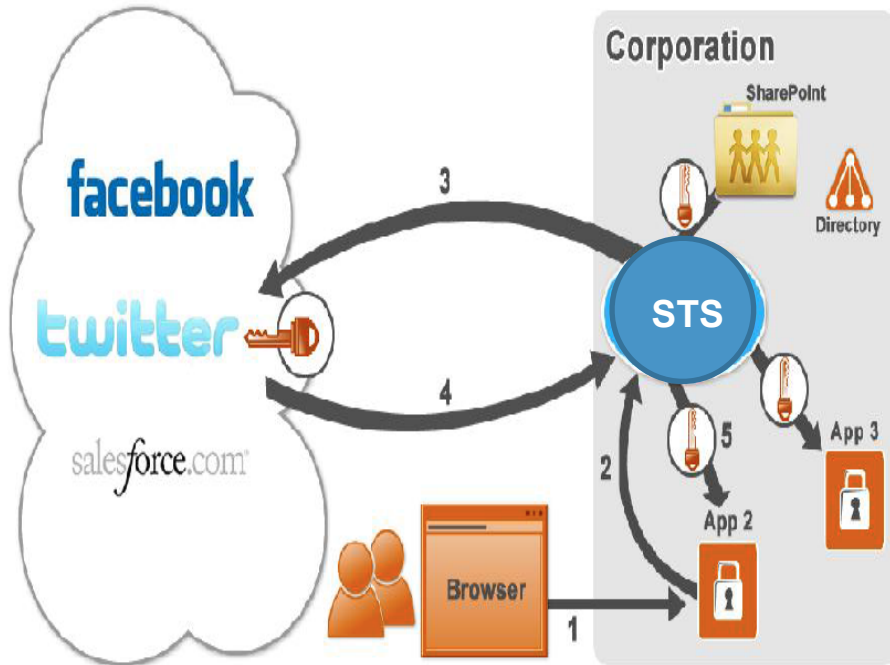 Corporation
SharePoint
Directory
facebook
twitter
salesforce.com
3
STS
4
5
2
App 3
App 2
Browser
1